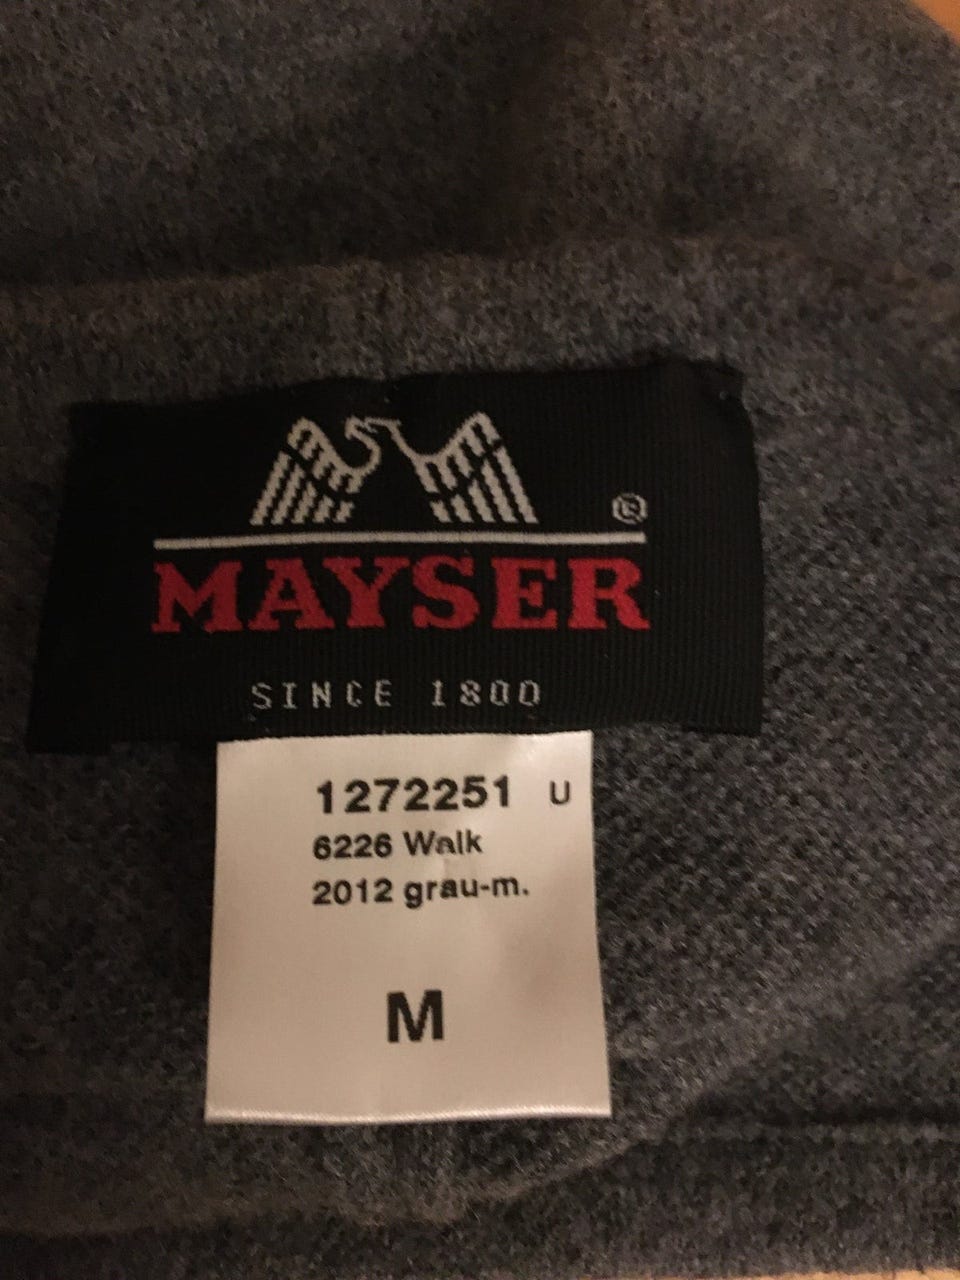 ®
MAYSER
SINCE 1800
1272251 U
6226 Walk
2012 grau-m.
M